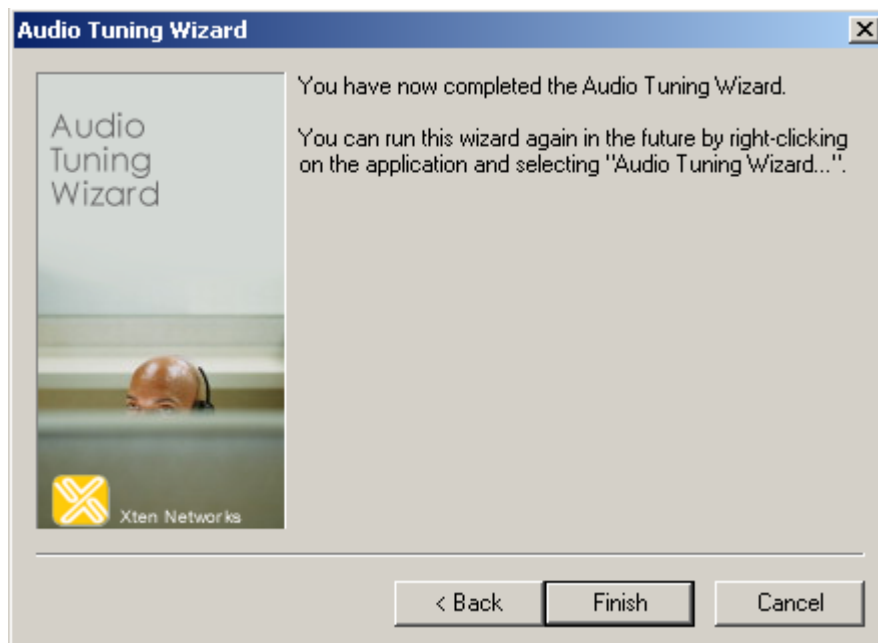 Audio Tuning Wizard
Audio
Tuning
Wizard
Xten Networks
You have now completed the Audio Tuning Wizard.
You can run this wizard again in the future by right-clicking
on the application and selecting "Audio Tuning Wizard...".
< Back
Finish
Cancel